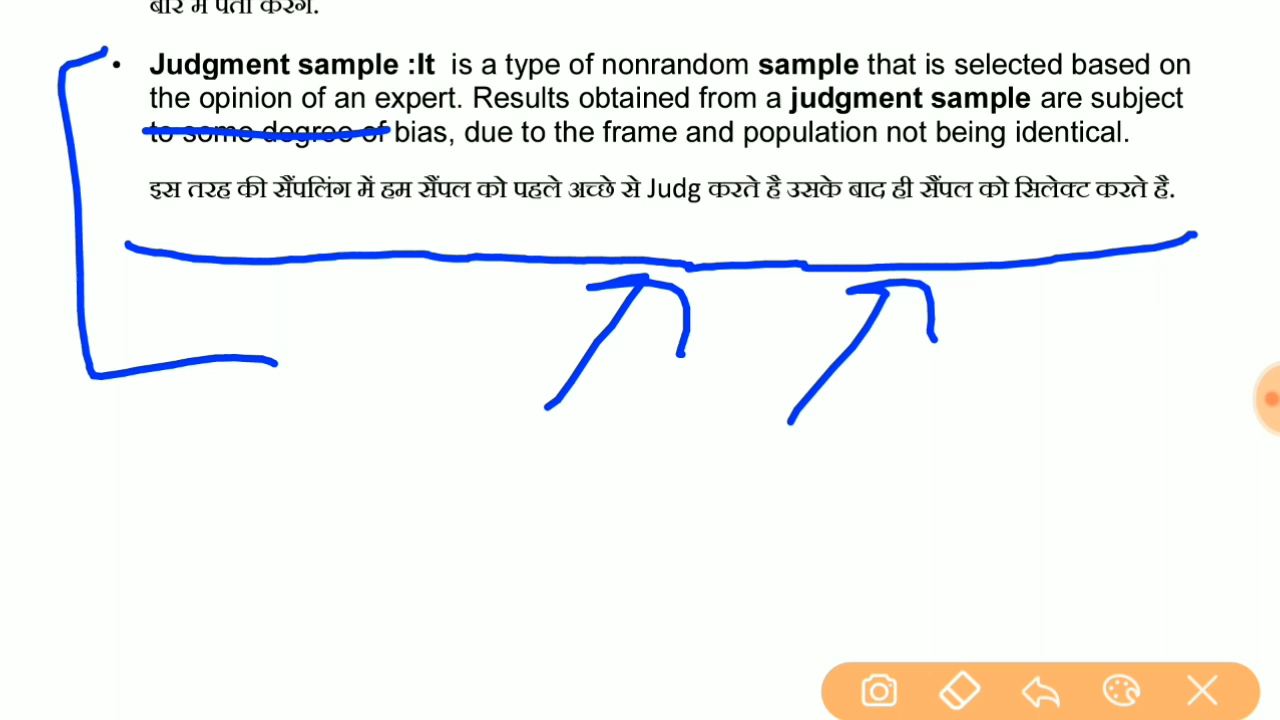 बारे में पता करेंगे.
• Judgment sample :It is a type of nonrandom sample that is selected based on
the opinion of an expert. Results obtained from a judgment sample are subject
to some degree of bias, due to the frame and population not being identical.
इस तरह की सैंपलिंग में हम सैंपल को पहले अच्छे से Judg करते है उसके बाद ही सैंपल को सिलेक्ट करते है.